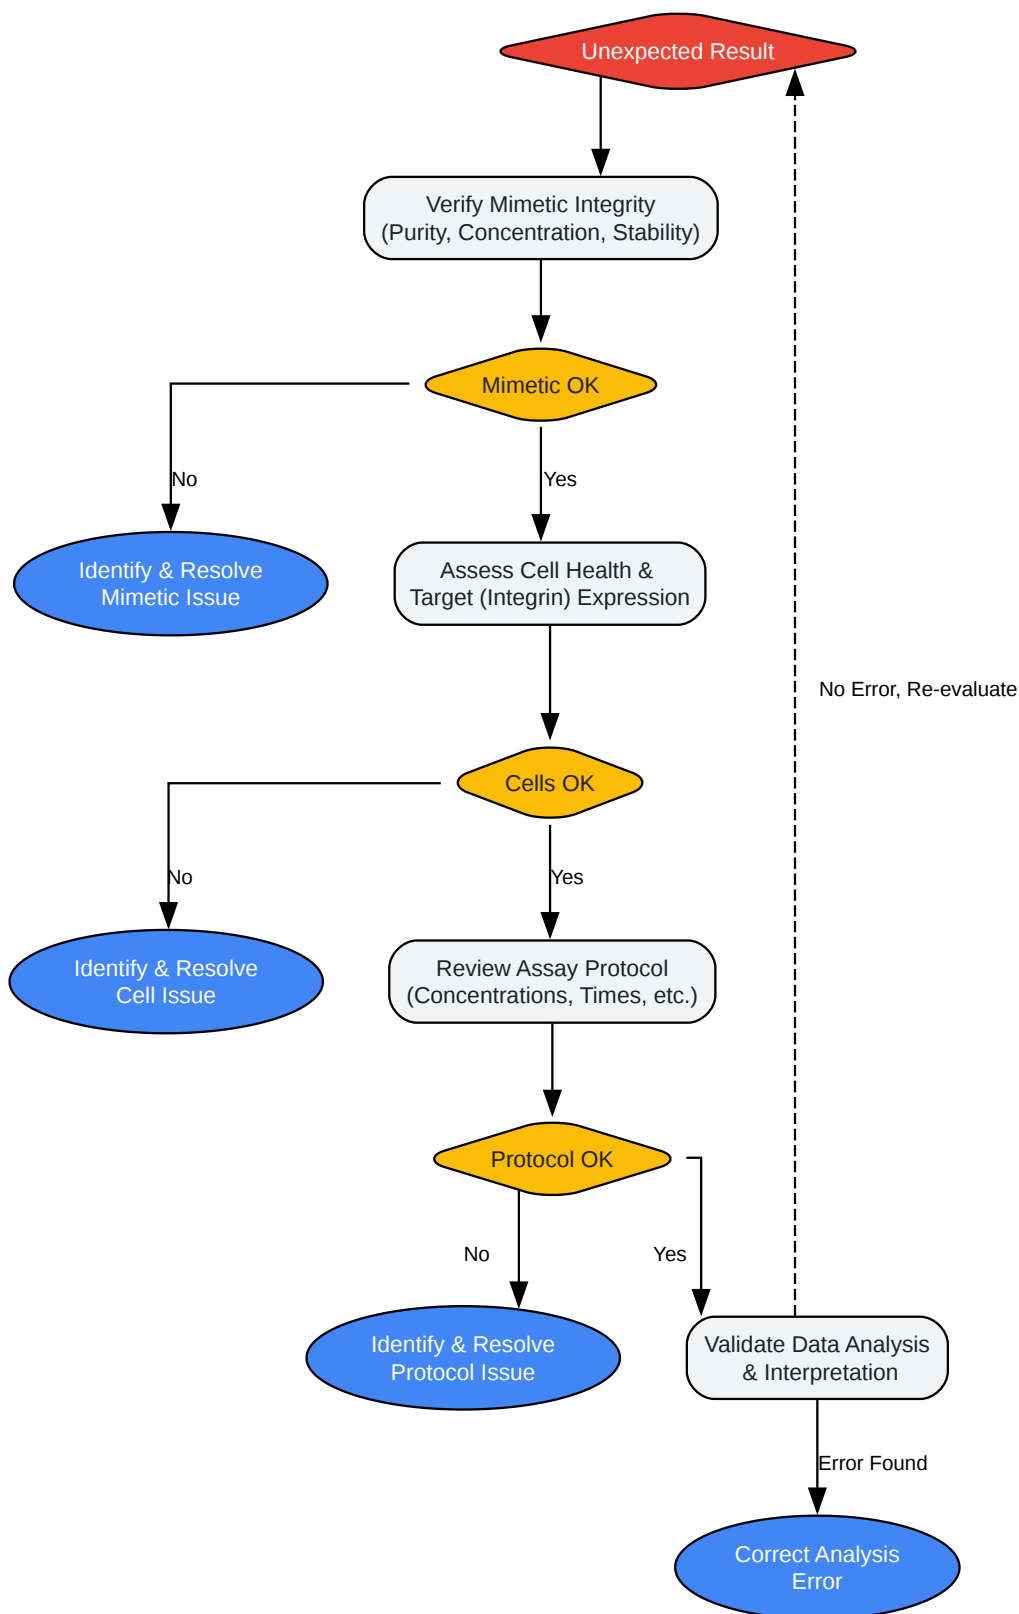 Unexpected Result
Verify Mimetic Integrity
(Purity, Concentration, Stability)
Mimetic OK
No
Yes
Identify & Resolve
Mimetic Issue
Assess Cell Health &
Target (Integrin) Expression
No Error, Re-evaluate
Cells OK
No
Yes
Identify & Resolve
Cell Issue
Review Assay Protocol
(Concentrations, Times, etc.)
Protocol OK
No
Yes
Identify & Resolve
Protocol Issue
Validate Data Analysis
& Interpretation
Error Found
Correct Analysis
Error